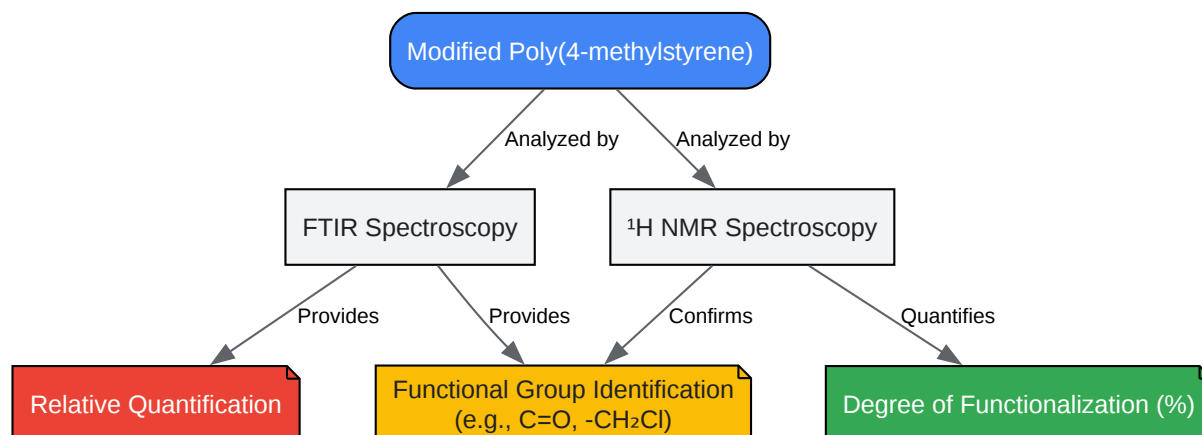 Modified Poly(4-methylstyrene)
Analyzed by
Analyzed by
FTIR Spectroscopy
¹H NMR Spectroscopy
Provides
Provides
Confirms
Quantifies
Relative Quantification
Functional Group Identification
(e.g., C=O, -CH₂Cl)
Degree of Functionalization (%)